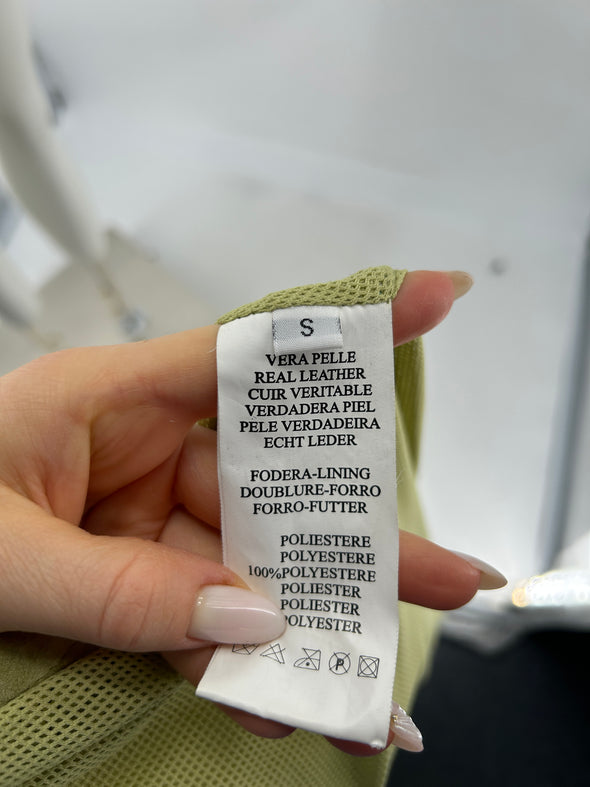 S
VERA PELLE
REAL LEATHER
CUIR VERITABLE
VERDADERA PIEL
PELE VERDADEIRA
ECHT LEDER
FODERA-LINING
DOUBLURE-FORRO
FORRO-FUTTER
POLIESTERE
POLYESTERE
100%POLYESTERE
POLIESTER
POLIESTER
POLYESTER
P